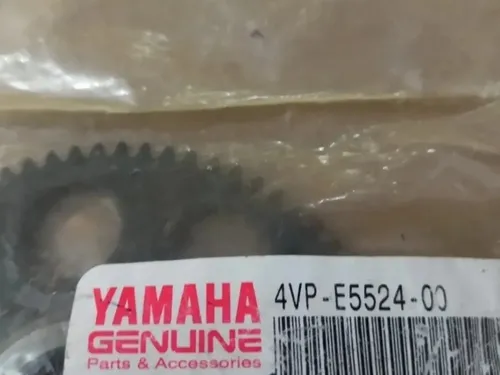 YAMAHA
GENUINE
Parts & Accessories
4VP-E5524-00